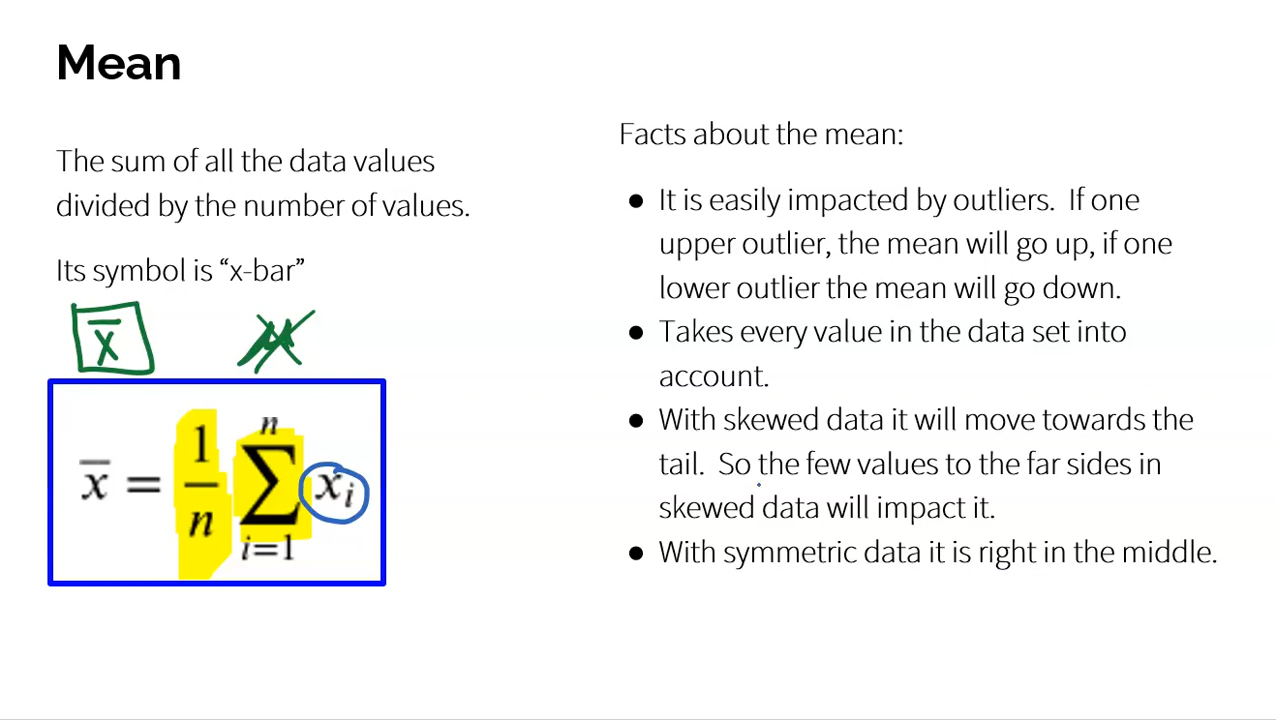 Mean
The sum of all the data values
divided by the number of values.
Its symbol is “x-bar”
x̄
x̄ = 1/n ∑ i=1 n xᵢ
Facts about the mean:
● It is easily impacted by outliers. If one
upper outlier, the mean will go up, if one
lower outlier the mean will go down.
● Takes every value in the data set into
account.
● With skewed data it will move towards the
tail. So the few values to the far sides in
skewed data will impact it.
● With symmetric data it is right in the middle.